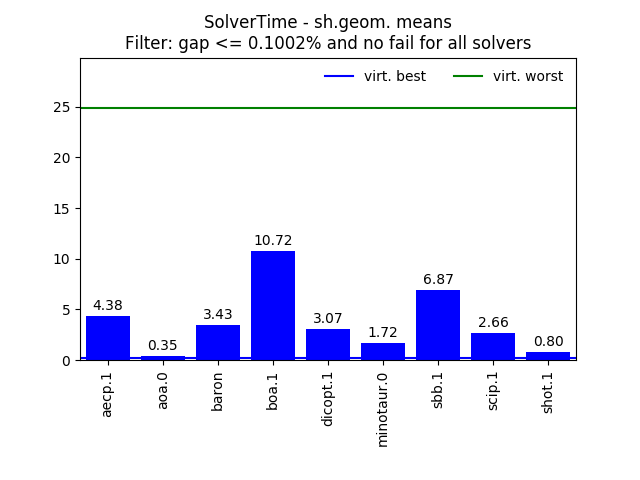 SolverTime - sh.geom. means
Filter: gap <= 0.1002% and no fail for all solvers
virt. best
virt. worst
25
20
15
10
5
0
4.38
0.35
3.43
10.72
3.07
1.72
6.87
2.66
0.80
aecp.1
aoa.0
baron
boa.1
dicopt.1
minotaur.0
sbb.1
scip.1
shot.1